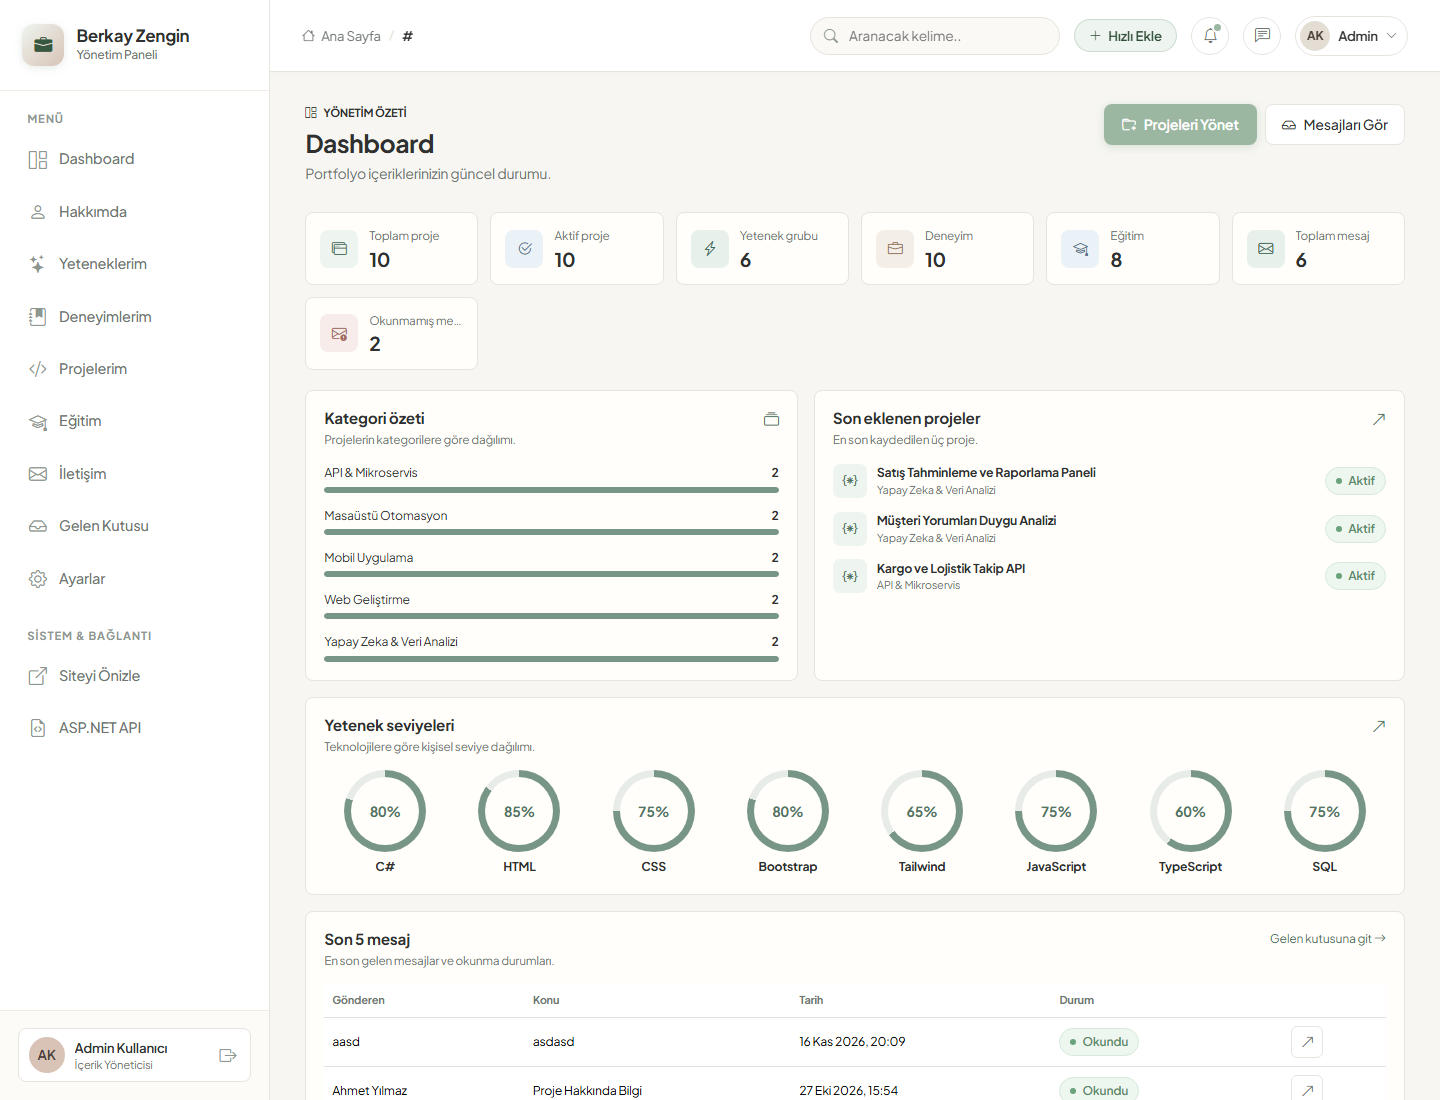 Berkay Zengin
Yönetim Paneli
MENÜ
Dashboard
Hakkımda
Yeteneklerim
Deneyimlerim
Projelerim
Eğitim
İletişim
Gelen Kutusu
Ayarlar
SİSTEM & BAĞLANTI
Siteyi Önizle
ASP.NET API
AK
Admin Kullanıcı
İçerik Yöneticisi
Ana Sayfa / #
Aranacak kelime..
+ Hızlı Ekle
AK Admin
YÖNETİM ÖZETİ
Dashboard
Portfolyo içeriklerinizin güncel durumu.
Projeleri Yönet
Mesajları Gör
Toplam proje
10
Aktif proje
10
Yetenek grubu
6
Deneyim
10
Eğitim
8
Toplam mesaj
6
Okunmamış me...
2
Kategori özeti
Projelerin kategorilere göre dağılımı.
API & Mikroservis 2
Masaüstü Otomasyon 2
Mobil Uygulama 2
Web Geliştirme 2
Yapay Zeka & Veri Analizi 2
Son eklenen projeler
En son kaydedilen üç proje.
Satış Tahminleme ve Raporlama Paneli
Yapay Zeka & Veri Analizi
Aktif
Müşteri Yorumları Duygu Analizi
Yapay Zeka & Veri Analizi
Aktif
Kargo ve Lojistik Takip API
API & Mikroservis
Aktif
Yetenek seviyeleri
Teknolojilere göre kişisel seviye dağılımı.
80% 85% 75% 80% 65% 75% 60% 75%
C# HTML CSS Bootstrap Tailwind JavaScript TypeScript SQL
Son 5 mesaj
Gelen kutusuna git →
En son gelen mesajlar ve okunma durumları.
Gönderen Konu Tarih Durum
aasd asdasd 16 Kas 2026, 20:09 Okundu
Ahmet Yılmaz Proje Hakkında Bilgi 27 Eki 2026, 15:54 Okundu